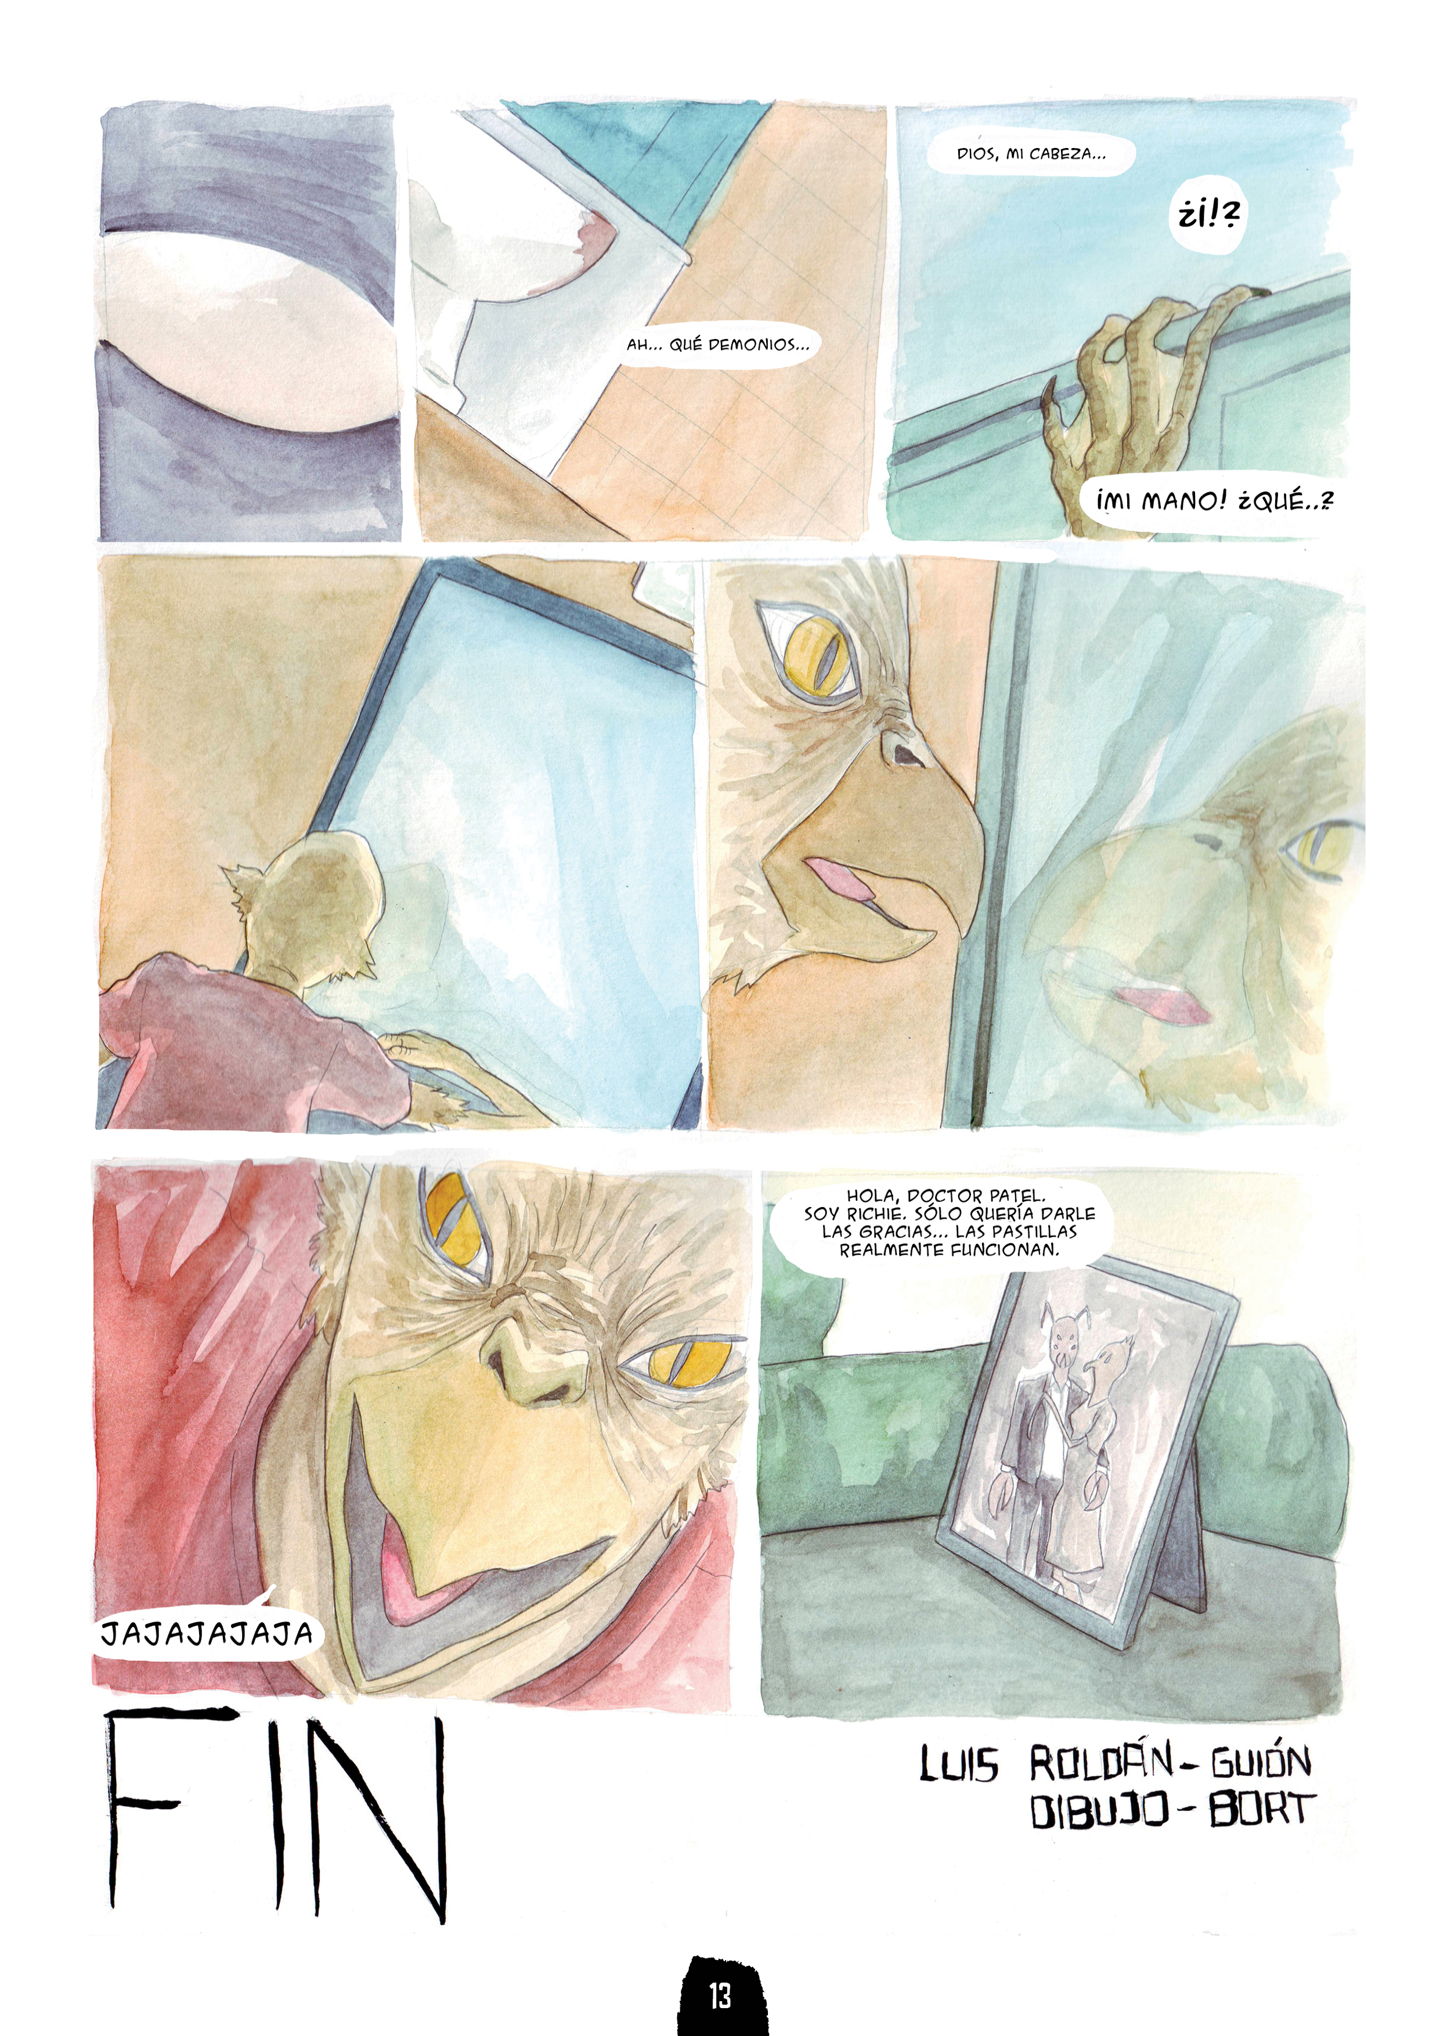 AH... QUÉ DEMONIOS...
DIÓS, MI CABEZA...
¿¡!?
¡MI MANO! ¿QUÉ..?
JAJAJAJAJA
HOLA, DOCTOR PATEL.
SOY RICHIE. SÓLO QUERÍA DARLE
LAS GRACIAS... LAS PASTILLAS
REALMENTE FUNCIONAN.
FIN
LUIS ROLDÁN - GUIÓN
DIBUJO - BORT
13